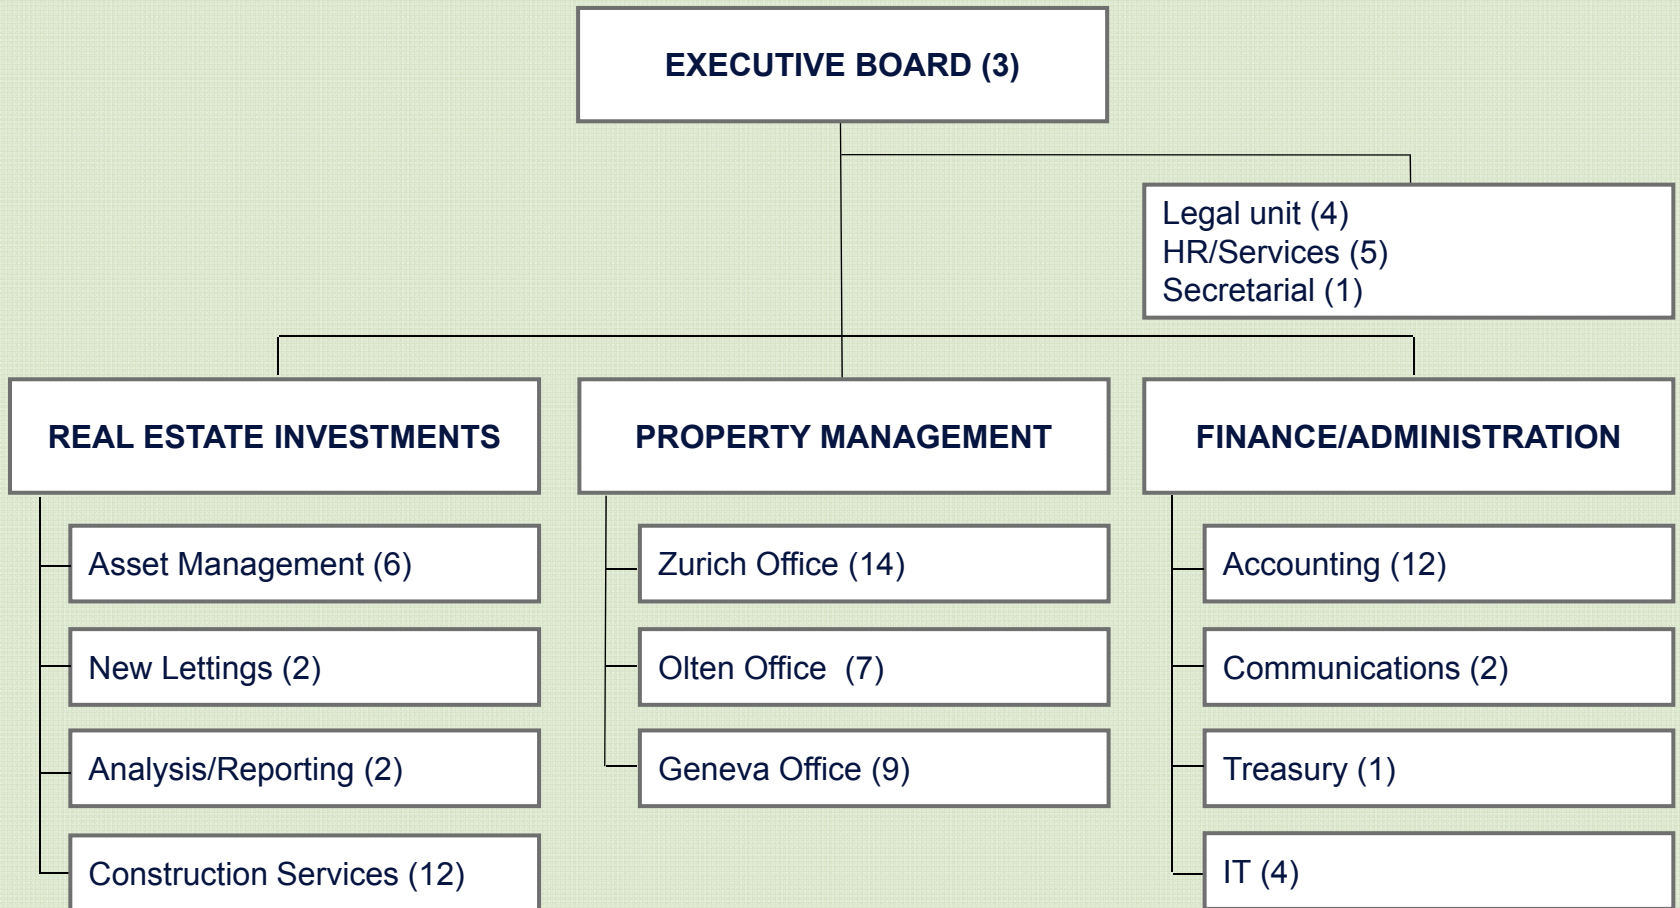 EXECUTIVE BOARD (3)
Legal unit (4)
HR/Services (5)
Secretarial (1)
REAL ESTATE INVESTMENTS
Asset Management (6)
New Lettings (2)
Analysis/Reporting (2)
Construction Services (12)
PROPERTY MANAGEMENT
Zurich Office (14)
Olten Office (7)
Geneva Office (9)
FINANCE/ADMINISTRATION
Accounting (12)
Communications (2)
Treasury (1)
IT (4)